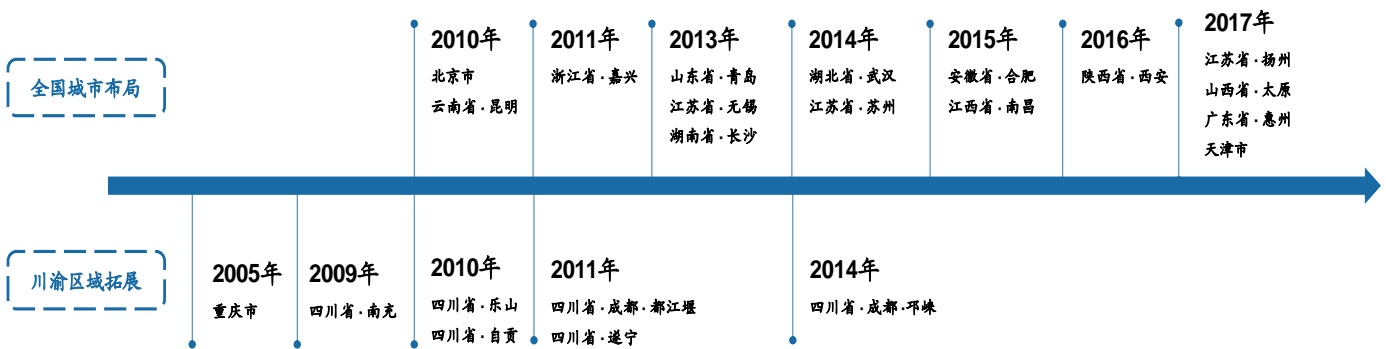 全国城市布局
2010年
北京市
云南省·昆明
2011年
浙江省·嘉兴
2013年
山东省·青岛
江苏省·无锡
湖南省·长沙
2014年
湖北省·武汉
江苏省·苏州
2015年
安徽省·合肥
江西省·南昌
2016年
陕西省·西安
2017年
江苏省·扬州
山西省·太原
广东省·惠州
天津市
川渝区域拓展
2005年
重庆市
2009年
四川省·南充
2010年
四川省·乐山
四川省·自贡
2011年
四川省·成都·都江堰
四川省·遂宁
2014年
四川省·成都·邛崃